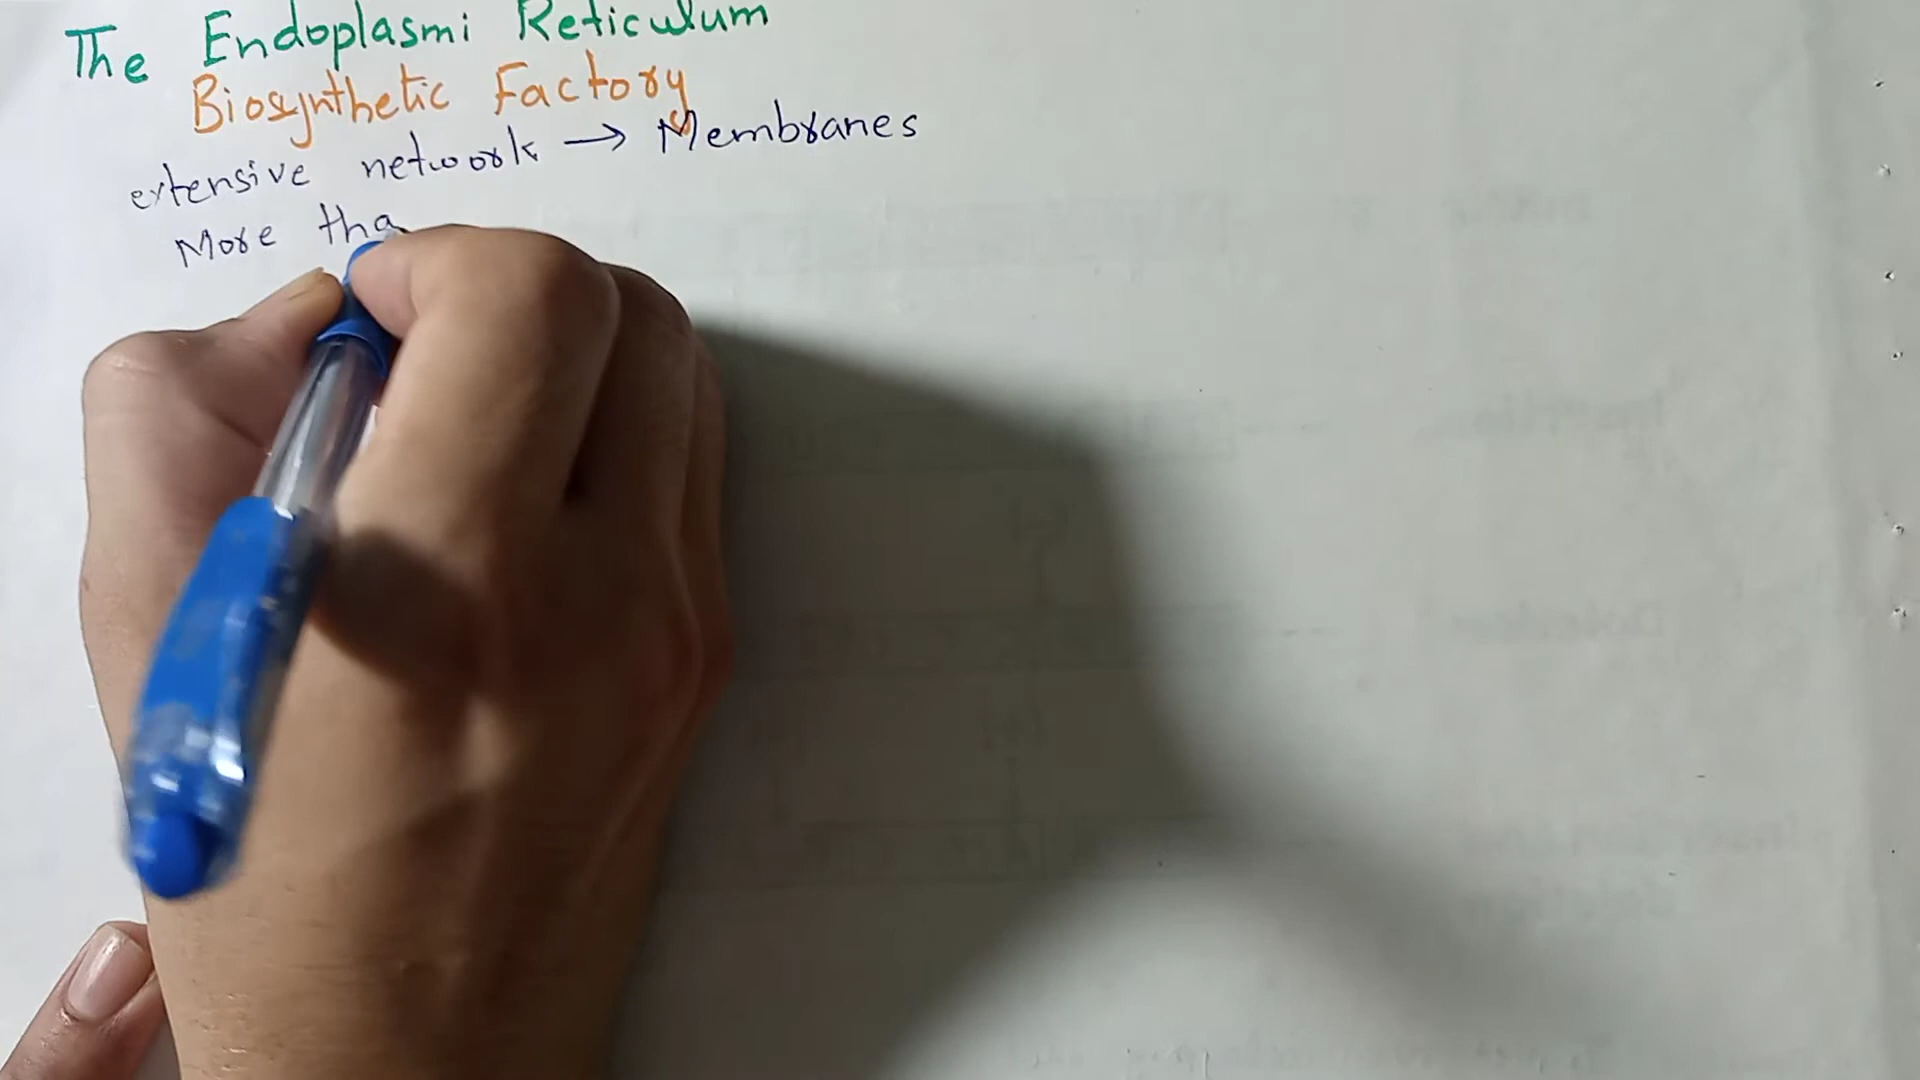 The Endoplasmi Reticulum
Biosynthetic Factory
extensive network → Membranes
More tha